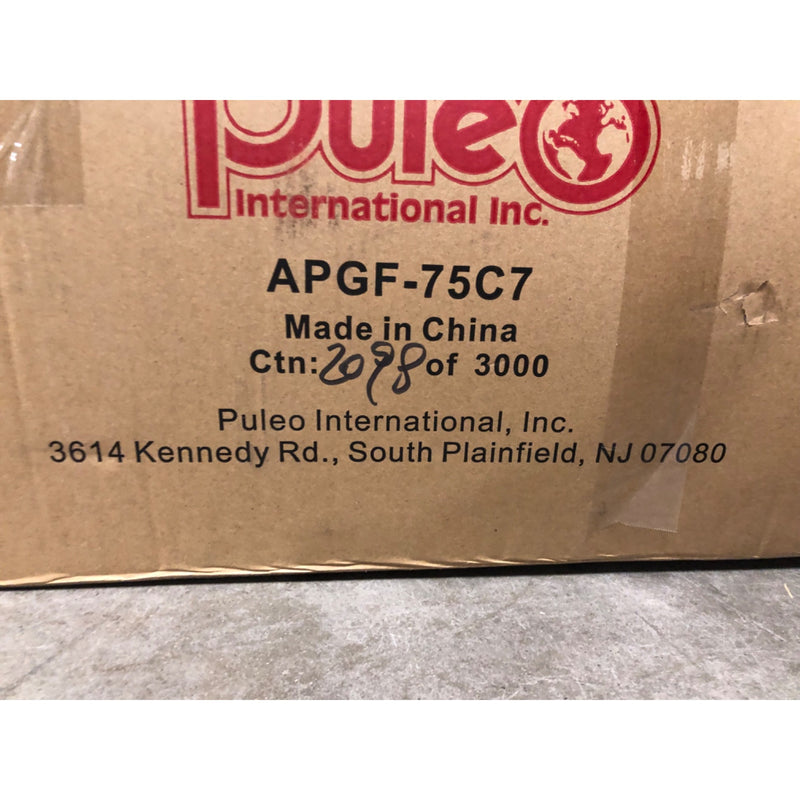 Puleo
International Inc.
APGF-75C7
Made in China
Ctn: 2098 of 3000
Puleo International, Inc.
3614 Kennedy Rd., South Plainfield, NJ 07080